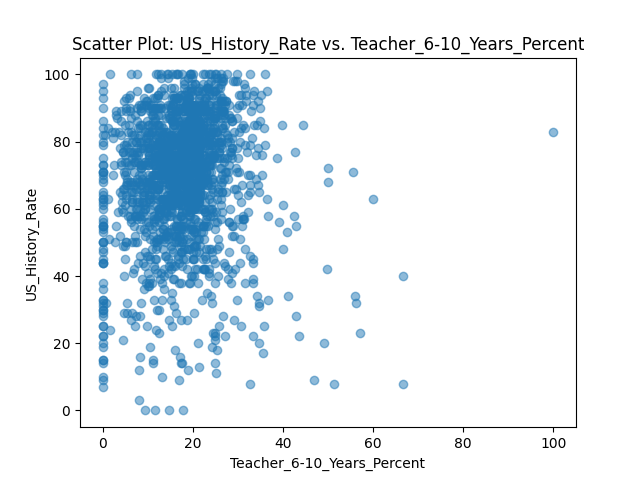 Scatter Plot: US_History_Rate vs. Teacher_6-10_Years_Percent
100
80
60
40
20
0
US_History_Rate
0 20 40 60 80 100
Teacher_6-10_Years_Percent